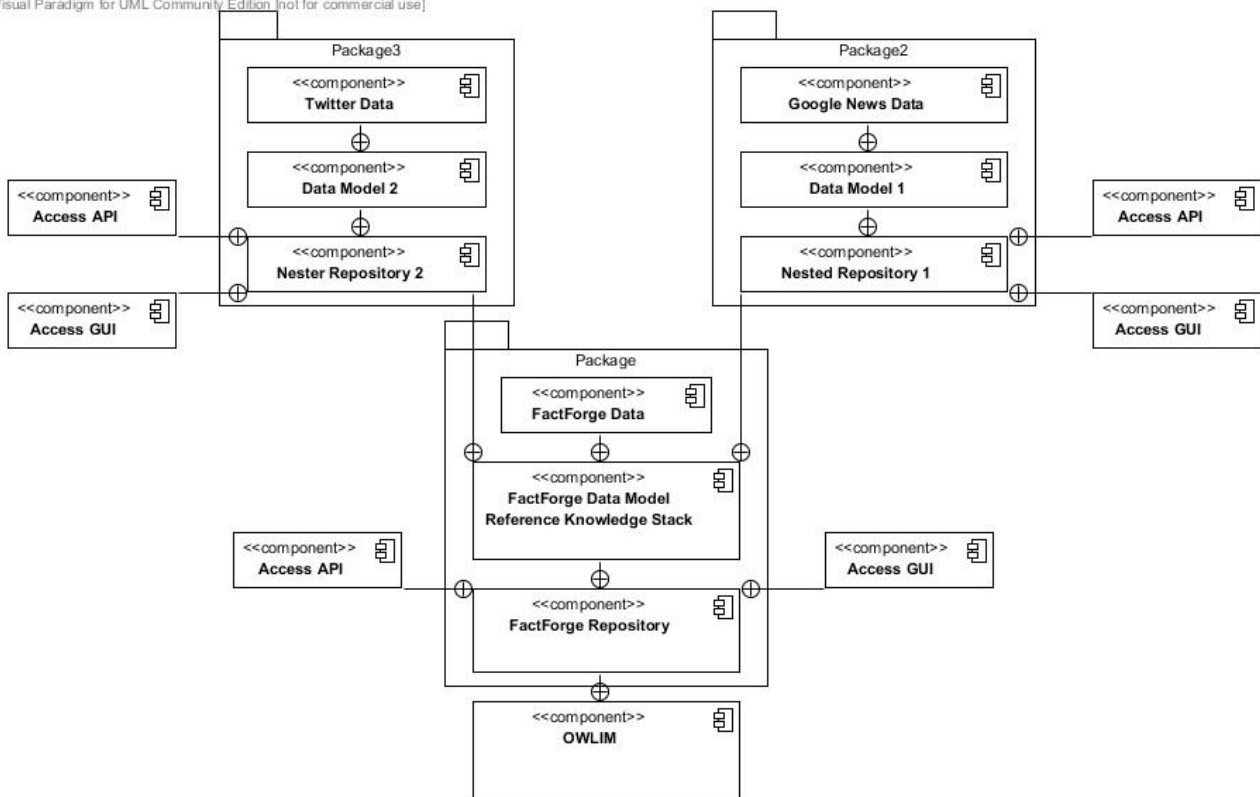 Visual Paradigm for UML Community Edition [not for commercial use]
Package3
<<component>>
Twitter Data
<<component>>
Data Model 2
<<component>>
Nester Repository 2
<<component>>
Access API
<<component>>
Access GUI
Package2
<<component>>
Google News Data
<<component>>
Data Model 1
<<component>>
Nested Repository 1
<<component>>
Access API
<<component>>
Access GUI
Package
<<component>>
FactForge Data
<<component>>
FactForge Data Model
Reference Knowledge Stack
<<component>>
Access API
<<component>>
Access GUI
<<component>>
FactForge Repository
<<component>>
OWLIM